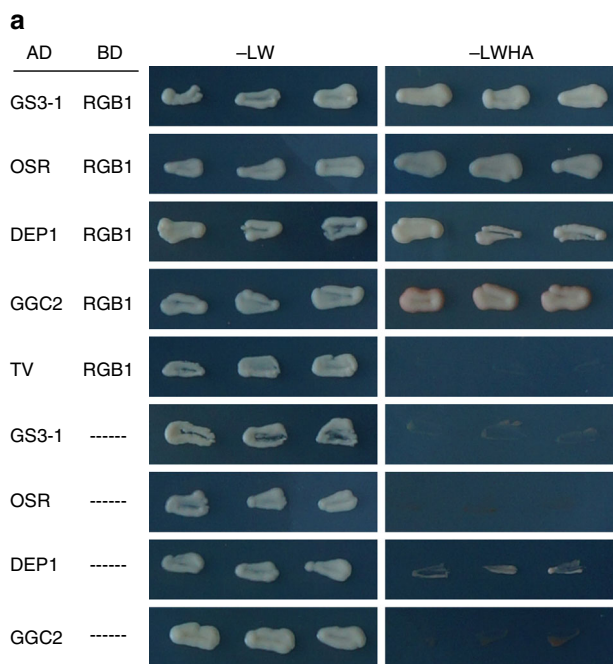 a
AD BD –LW –LWHA
GS3-1 RGB1
OSR RGB1
DEP1 RGB1
GGC2 RGB1
TV RGB1
GS3-1 ------
OSR ------
DEP1 ------
GGC2 ------